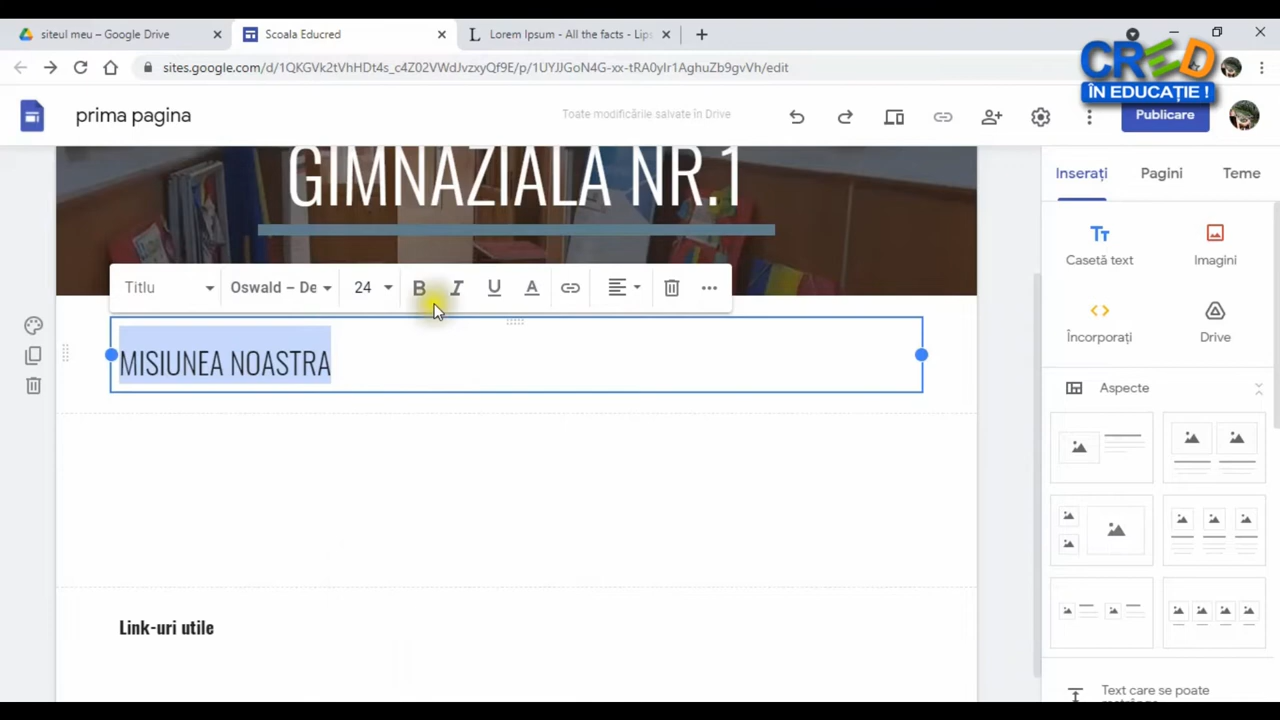 siteul meu – Google Drive
Scoala Educred
Lorem Ipsum - All the facts - Lips
sites.google.com/d/1QKGVk2tVhHDt4s_c4Z02VWdJvzxyQf9E/p/1UYJJGoN4G-xx-tRA0yIr1AghuZb9gvVh/edit
CRED
ÎN EDUCAȚIE !
prima pagina
Toate modificările salvate în Drive
Publicare
GIMNAZIALA NR.1
Inserați
Pagini
Teme
Casetă text
Imagini
Titlu
Oswald – De
24
B
I
U
A
Încorporați
Drive
MISIUNEA NOASTRA
Aspecte
Link-uri utile
Text care se poate